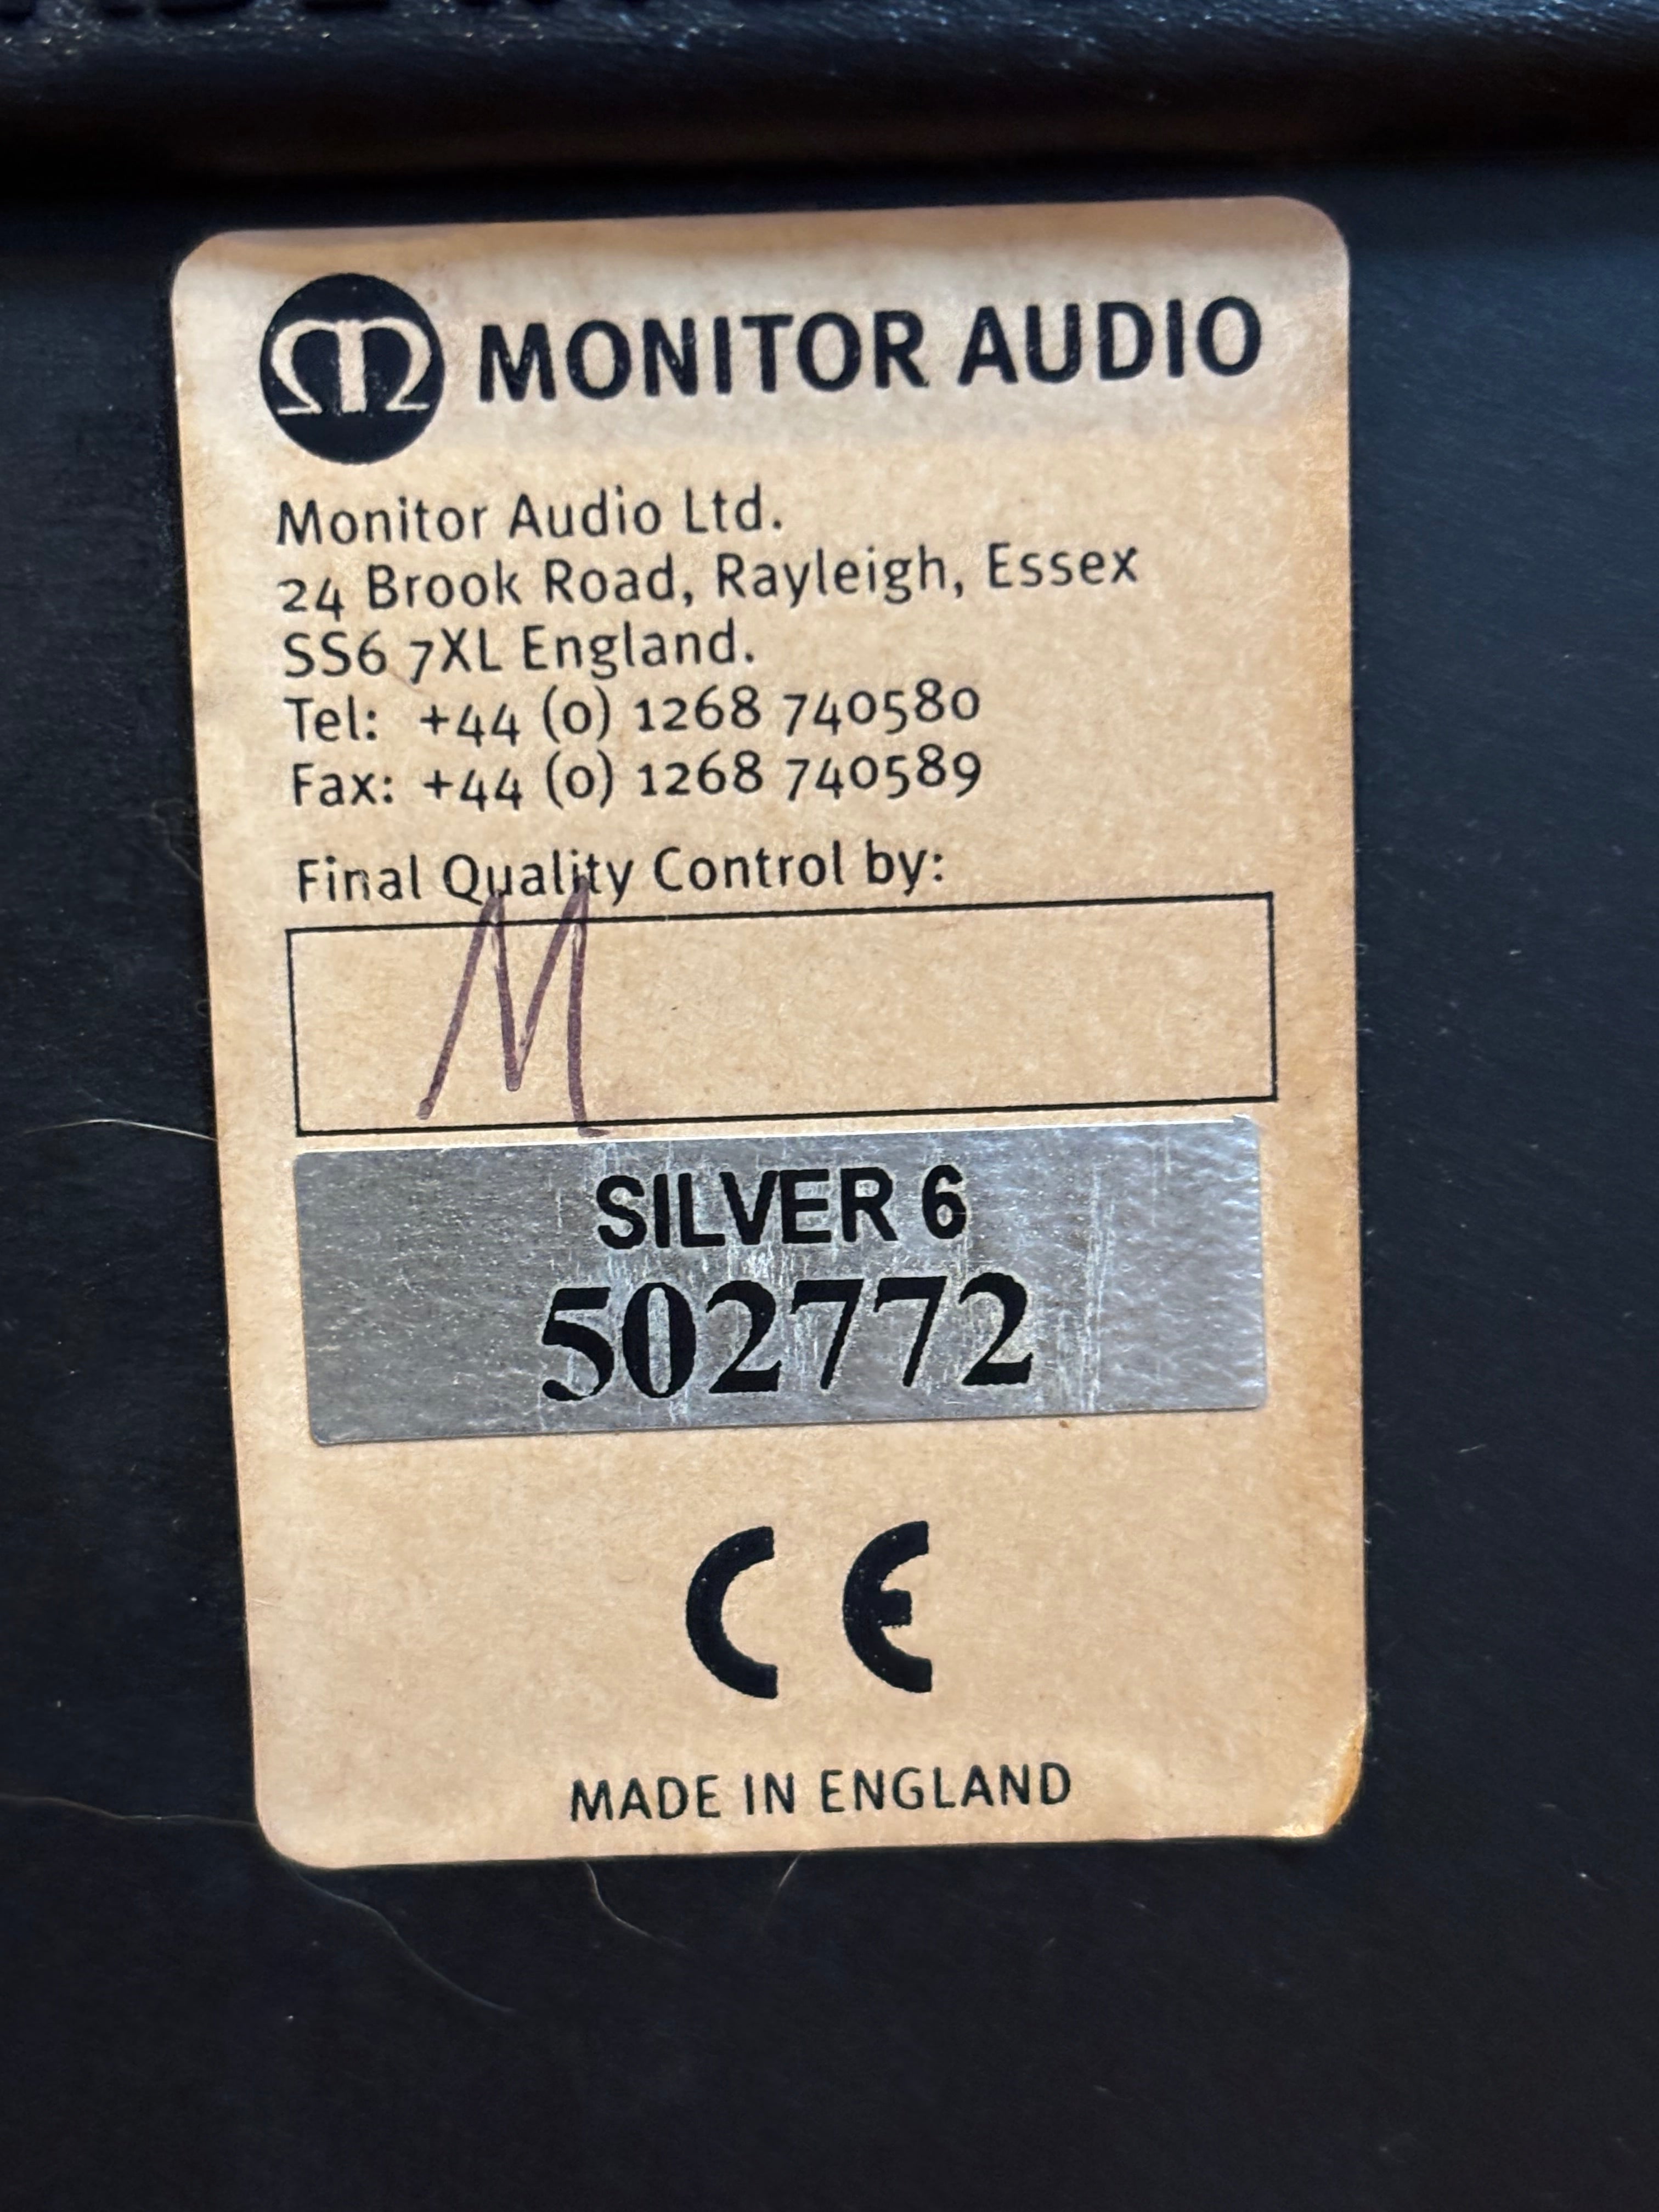 MONITOR AUDIO
Monitor Audio Ltd.
24 Brook Road, Rayleigh, Essex
SS6 7XL England.
Tel: +44 (0) 1268 740580
Fax: +44 (0) 1268 740589
Final Quality Control by:
M
SILVER 6
502772
CE
MADE IN ENGLAND